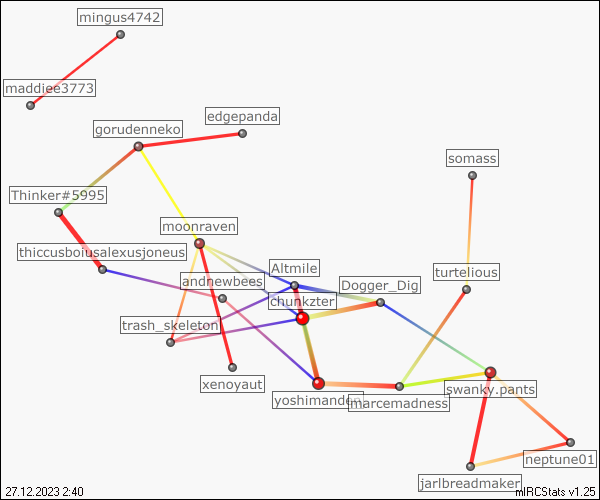 mingus4742
maddiee3773
edgepanda
gorudenneko
somass
Thinker#5995
moonraven
thiccusboiusalexusjoneus
Altmile
turtelious
andnewbees
Dogger_Dig
chunkzter
trash_skeleton
xenoyaut
swanky.pants
marcemadness
neptune01
jarlbreadmaker
27.12.2023 2:40
mIRCStats v1.25